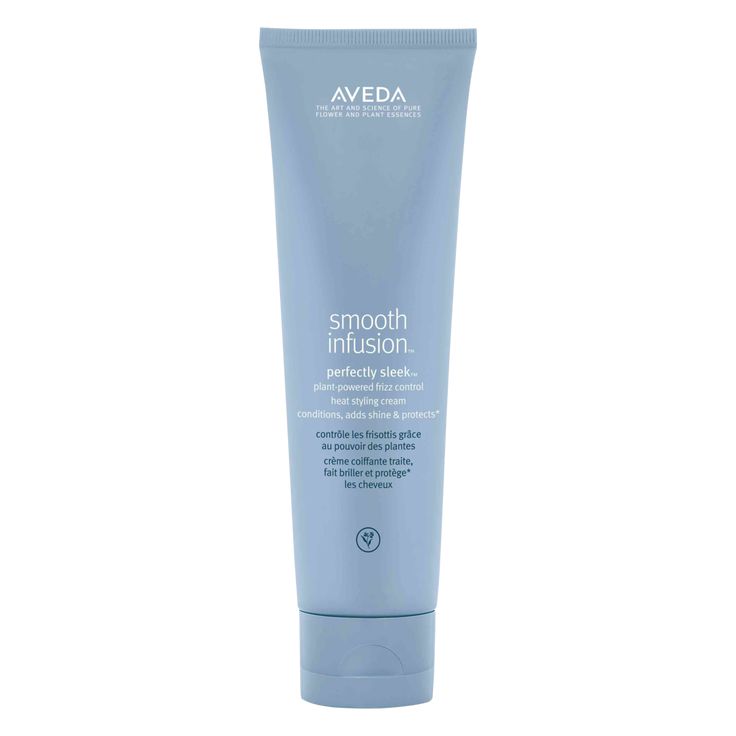 AVEDA
THE ART AND SCIENCE OF PURE
FLOWER AND PLANT ESSENCES
smooth
infusion™
perfectly sleek™
plant-powered frizz control
heat styling cream
conditions, adds shine & protects*
contrôle les frisottis grâce
au pouvoir des plantes
crème coiffante traite,
fait briller et protège*
les cheveux